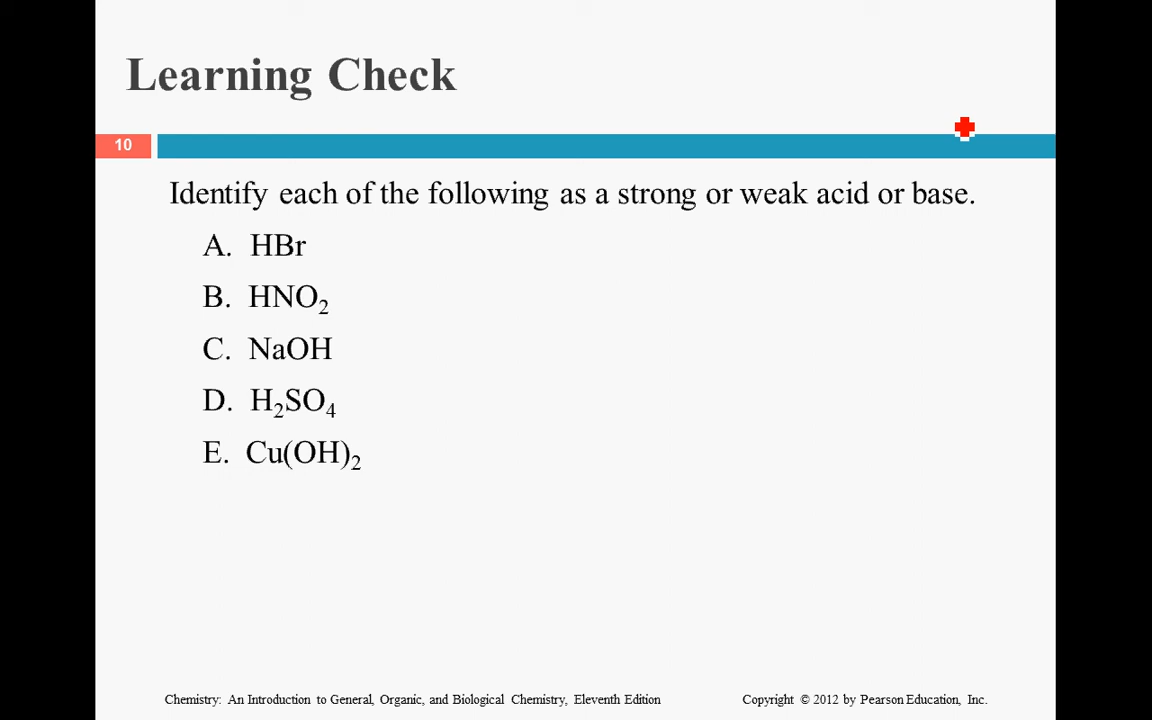 Learning Check
10
Identify each of the following as a strong or weak acid or base.
A. HBr
B. HNO₂
C. NaOH
D. H₂SO₄
E. Cu(OH)₂
Chemistry: An Introduction to General, Organic, and Biological Chemistry, Eleventh Edition Copyright © 2012 by Pearson Education, Inc.